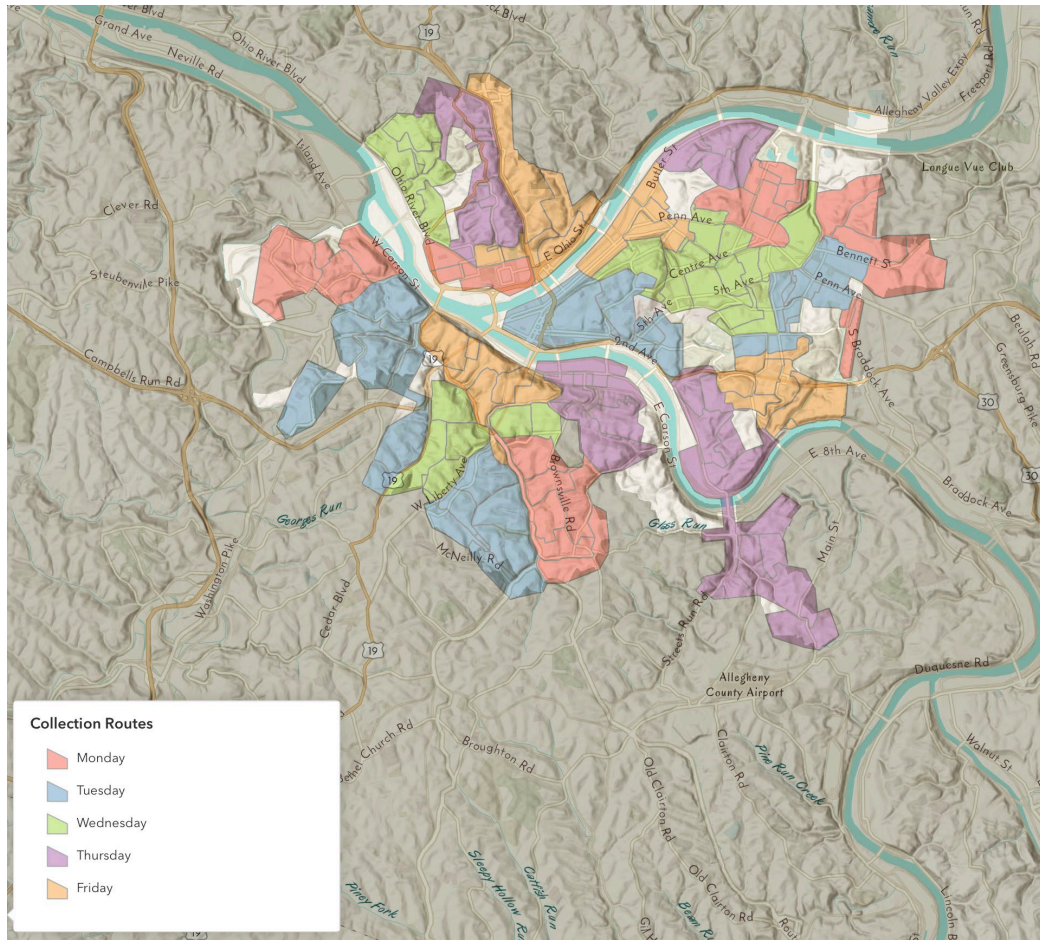 Grand Ave
Neville Rd
Ohio River Blvd
19
Allegheny Valley Expy
Freeport Rd
Island Ave
Butler St
Longue Vue Club
Clever Rd
Ohio River Blvd
Penn Ave
W Carson St
E Ohio St
Centre Ave
Bennett St
Steubenville Pike
5th Ave
Penn Ave
5th Ave
2nd Ave
S Braddock Ave
Beulah Rd
Greensburg Pike
Campbells Run Rd
19
30
E Carson St
E 8th Ave
W Liberty Ave
Brownsville Rd
19
30
Braddock Ave
Georges Run
Glass Run
Main St
McNeilly Rd
Washington Pike
Cedar Blvd
Streets Run Rd
19
Duquesne Rd
Allegheny
County Airport
Collection Routes
Monday
Tuesday
Wednesday
Thursday
Friday
Bethel Church Rd
Broughton Rd
Clairton Rd
Old Clairton Rd
Pine Run Creek
Walnut St
Sleepy Hollow
Catfish Run
Old Clairton Rd
Piney Fork
19